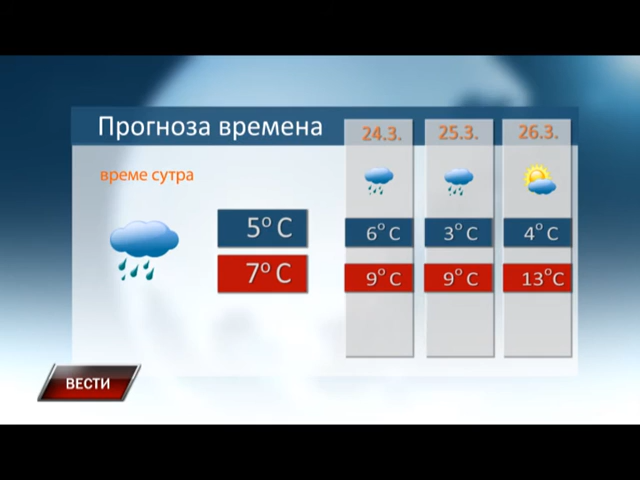 Прогноза времена
време сутра
5°C
7°C
24.3.
6°C
9°C
25.3.
3°C
9°C
26.3.
4°C
13°C
ВЕСТИ